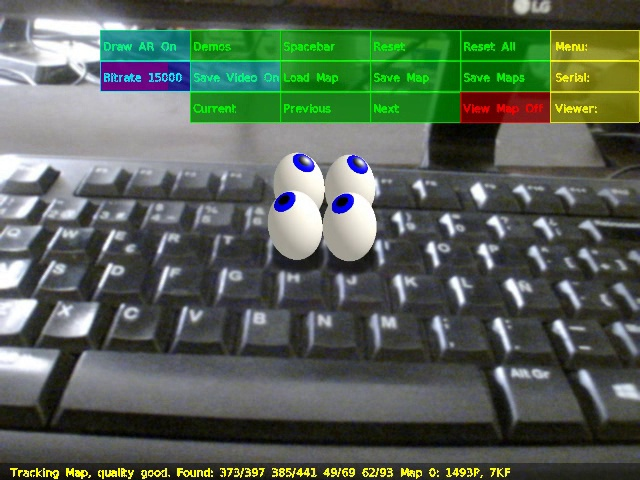 LG
Draw AR On Demos Spacebar Reset Reset All Menu:
Bitrate 15000 Save Video On Load Map Save Map Save Maps Serial:
Current Previous Next View Map Off Viewer:
Q W E R T
€
S D F G H J K L Ñ
X C V B N M
Alt Gr
Tracking Map, quality good. Found: 373/397 385/441 49/69 62/93 Map 0: 1493P, 7KF